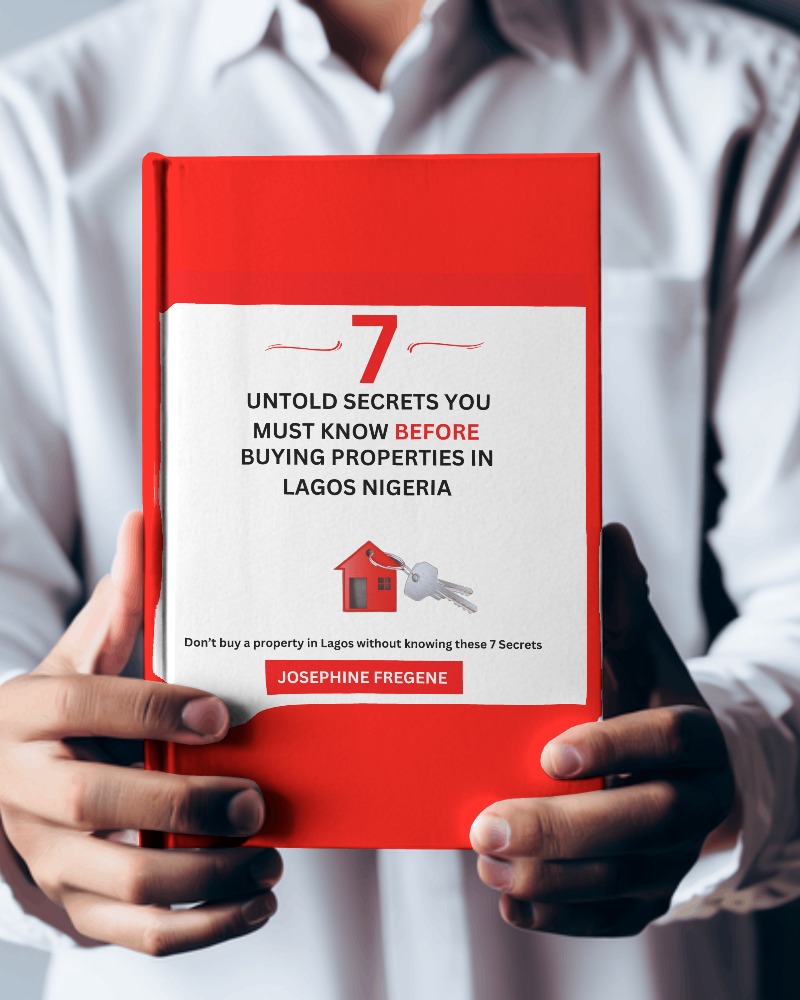 7
UNTOLD SECRETS YOU
MUST KNOW BEFORE
BUYING PROPERTIES IN
LAGOS NIGERIA
Don't buy a property in Lagos without knowing these 7 Secrets
JOSEPHINE FREGENE